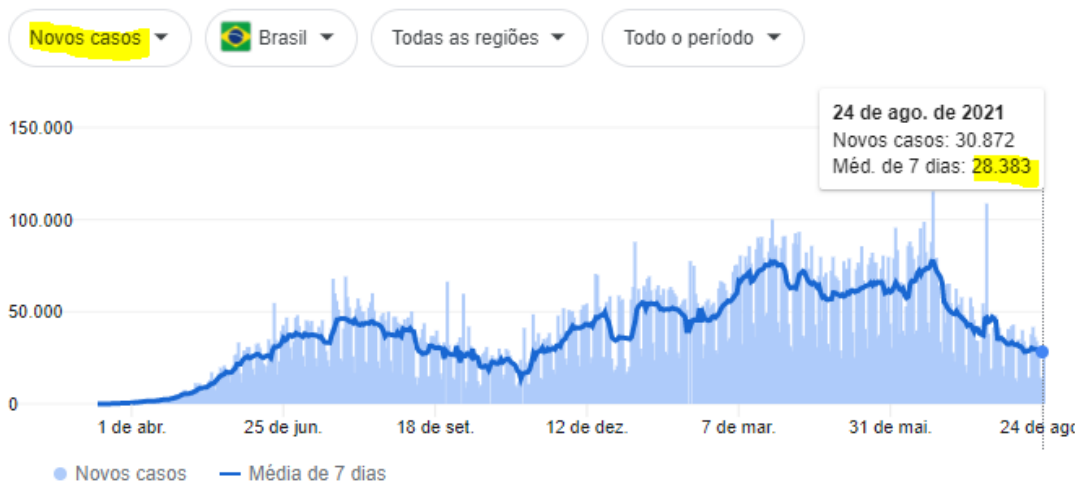 Novos casos Brasil Todas as regiões Todo o período
24 de ago. de 2021
Novos casos: 30.872
Méd. de 7 dias: 28.383
150.000
100.000
50.000
0
1 de abr. 25 de jun. 18 de set. 12 de dez. 7 de mar. 31 de mai. 24 de ago
Novos casos Média de 7 dias